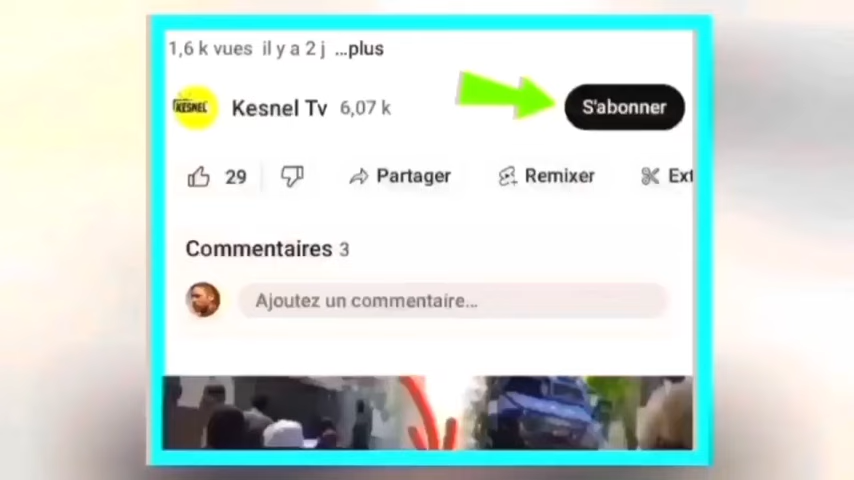 1,6 k vues il y a 2 j ...plus
KESNEL
Kesnel Tv 6,07 k
S'abonner
29
Partager
Remixer
Ext
Commentaires 3
Ajoutez un commentaire...